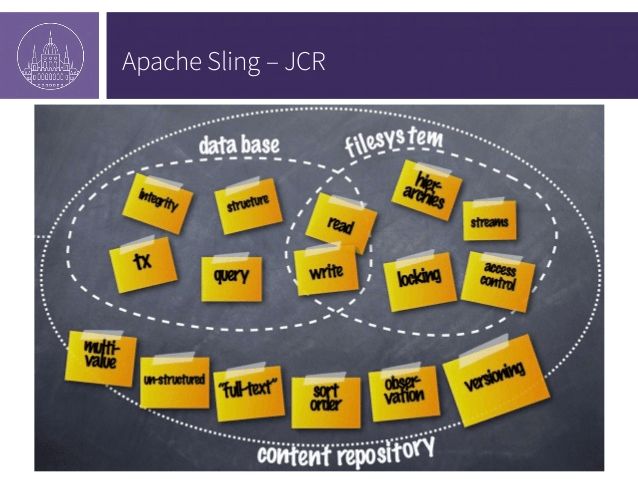 Apache Sling – JCR
data base
filesystem
integrity
structure
read
hier-
archies
streams
tx
query
write
locking
access
control
multi-
value
un-structured
"full-text"
sort
order
obser-
vation
versioning
content repository